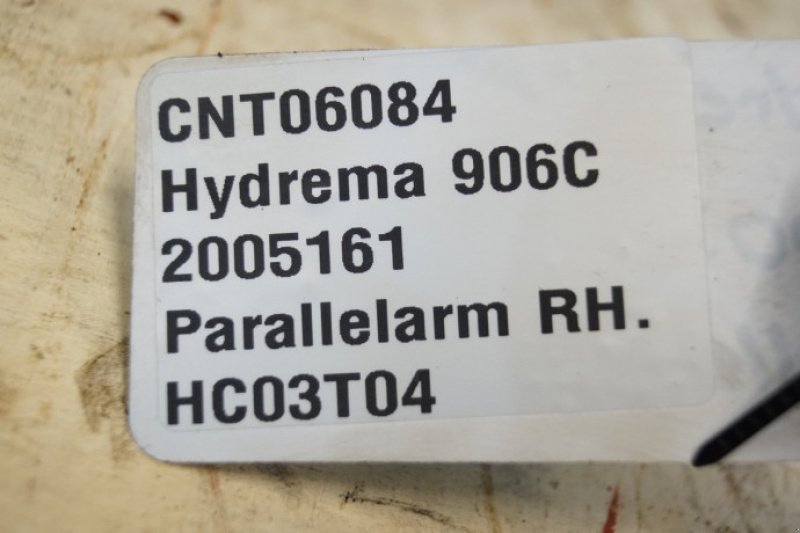 CNT06084
Hydrema 906C
2005161
Parallelarm RH.
HC03T04